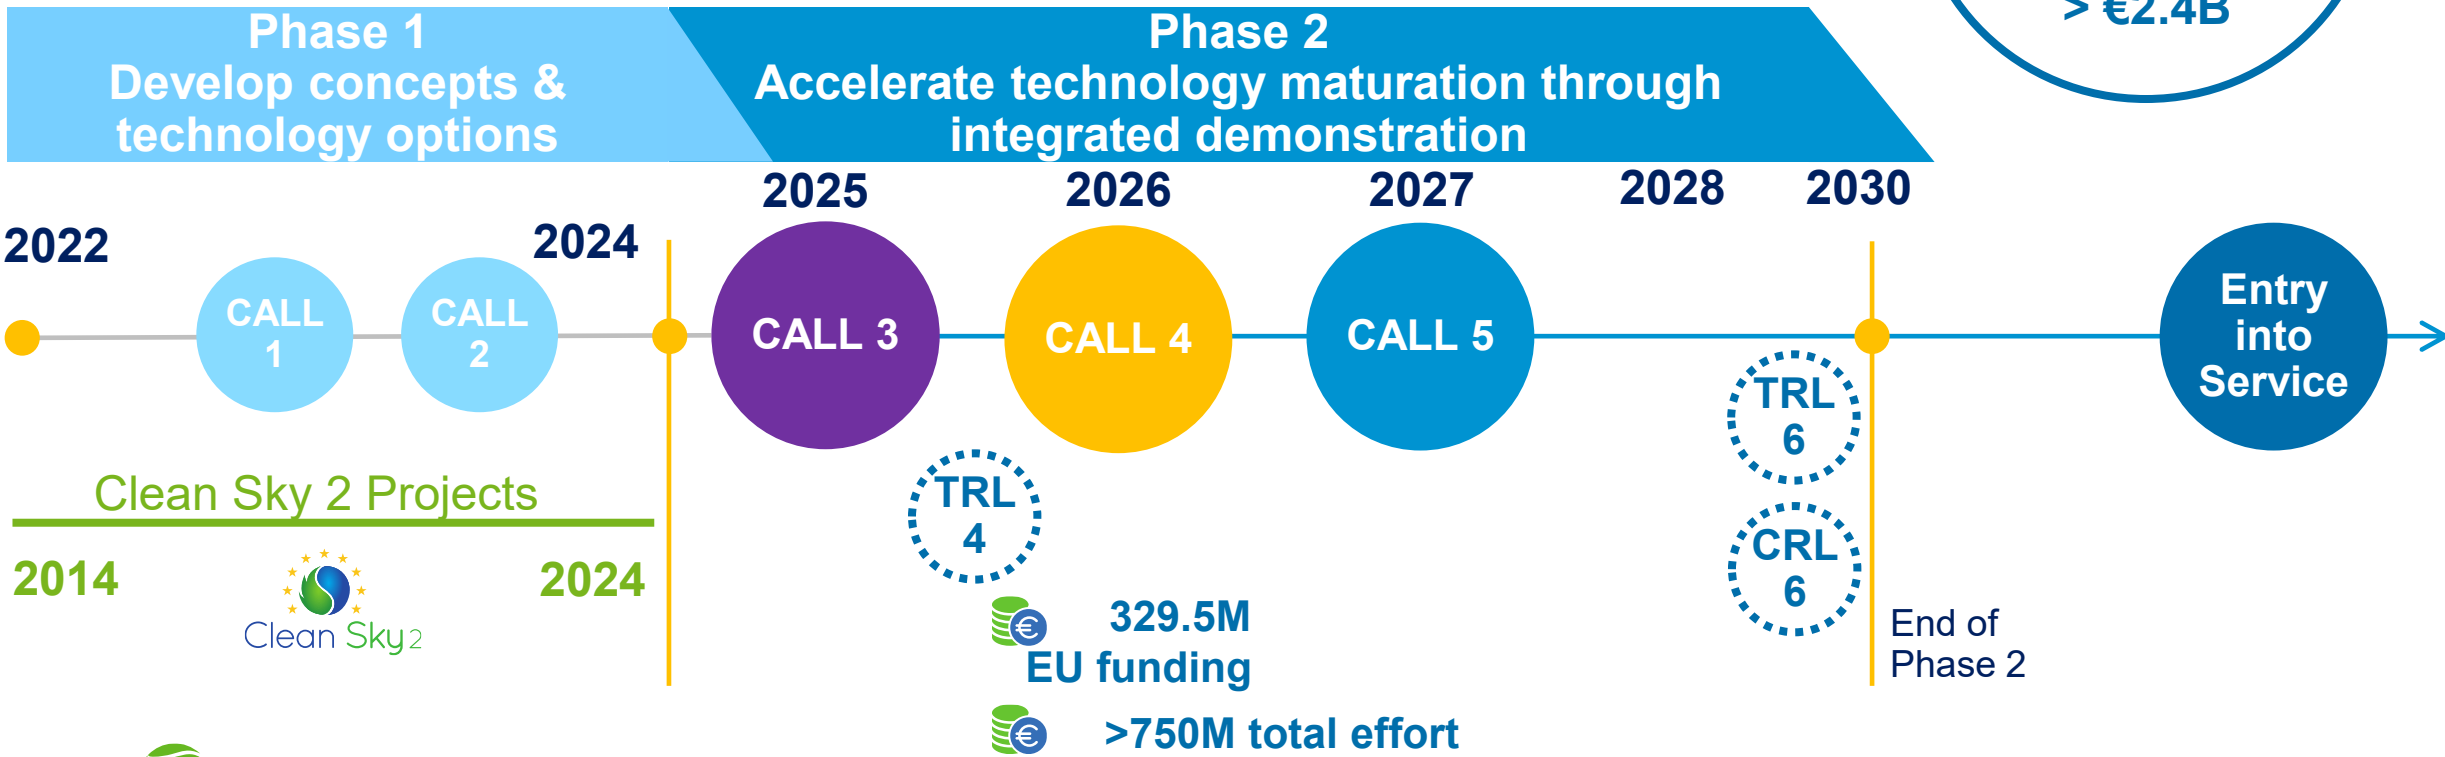 Phase 1
Develop concepts &
technology options
Phase 2
Accelerate technology maturation through
integrated demonstration
> €2.4B
2022
2024
2025
2026
2027
2028
2030
CALL
1
CALL
2
CALL 3
CALL 4
CALL 5
Entry
into
Service
TRL
4
TRL
6
CRL
6
Clean Sky 2 Projects
2014
2024
Clean Sky 2
329.5M
EU funding
>750M total effort
End of
Phase 2